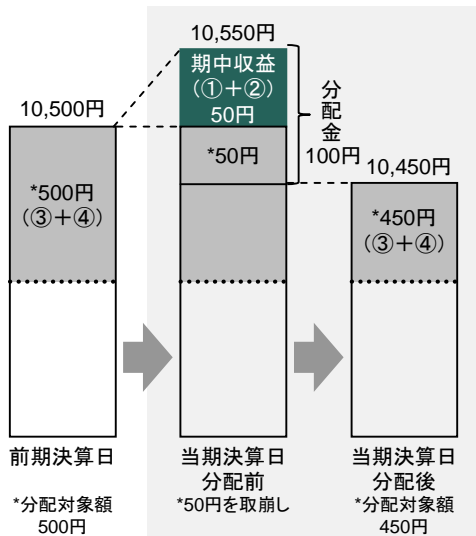 10,500円
*500円
(③+④)
前期決算日
*分配対象額
500円
10,550円
期中収益
(①+②)
50円
*50円
分配金
100円
当期決算日
分配前
*50円を取崩し
10,450円
*450円
(③+④)
当期決算日
分配後
*分配対象額
450円